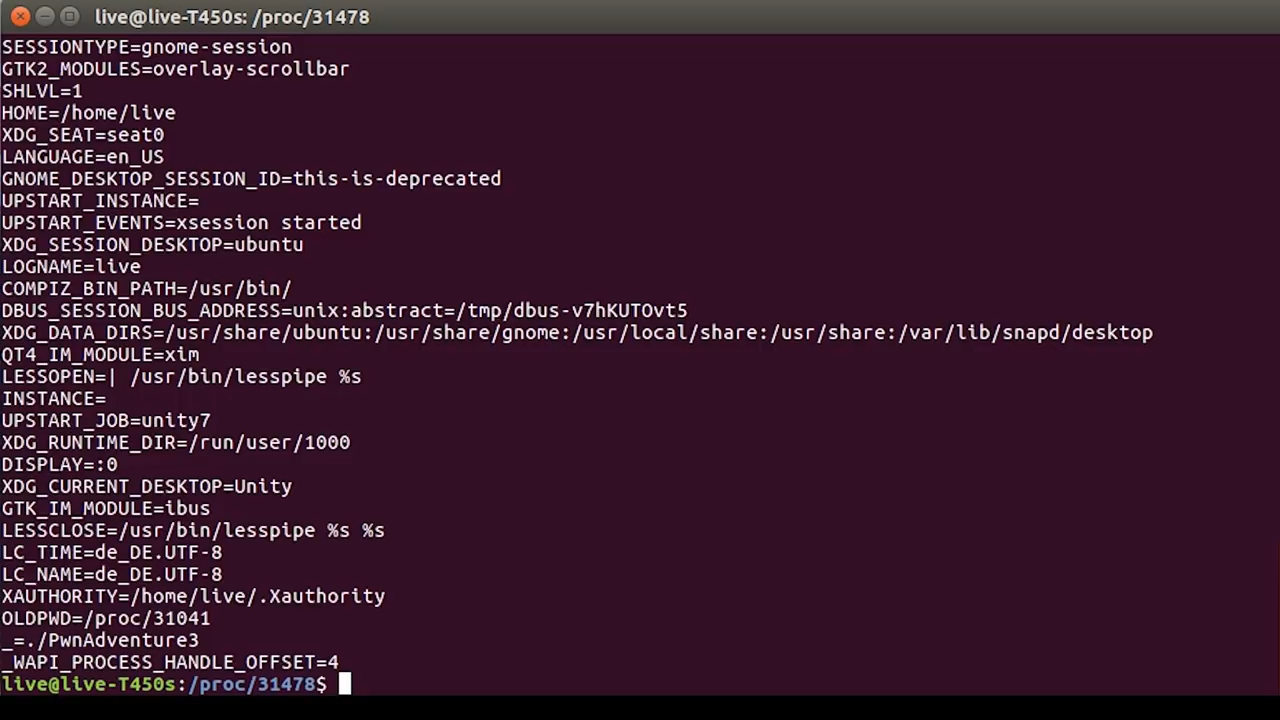 live@live-T450s: /proc/31478
SESSIONTYPE=gnome-session
GTK2_MODULES=overlay-scrollbar
SHLVL=1
HOME=/home/live
XDG_SEAT=seat0
LANGUAGE=en_US
GNOME_DESKTOP_SESSION_ID=this-is-deprecated
UPSTART_INSTANCE=
UPSTART_EVENTS=xsession started
XDG_SESSION_DESKTOP=ubuntu
LOGNAME=live
COMPIZ_BIN_PATH=/usr/bin/
DBUS_SESSION_BUS_ADDRESS=unix:abstract=/tmp/dbus-v7hKUTOvt5
XDG_DATA_DIRS=/usr/share/ubuntu:/usr/share/gnome:/usr/local/share:/usr/share:/var/lib/snapd/desktop
QT4_IM_MODULE=xim
LESSOPEN=| /usr/bin/lesspipe %s
INSTANCE=
UPSTART_JOB=unity7
XDG_RUNTIME_DIR=/run/user/1000
DISPLAY=:0
XDG_CURRENT_DESKTOP=Unity
GTK_IM_MODULE=ibus
LESSCLOSE=/usr/bin/lesspipe %s %s
LC_TIME=de_DE.UTF-8
LC_NAME=de_DE.UTF-8
XAUTHORITY=/home/live/.Xauthority
OLDPWD=/proc/31041
_=./PwnAdventure3
_WAPI_PROCESS_HANDLE_OFFSET=4
live@live-T450s:/proc/31478$